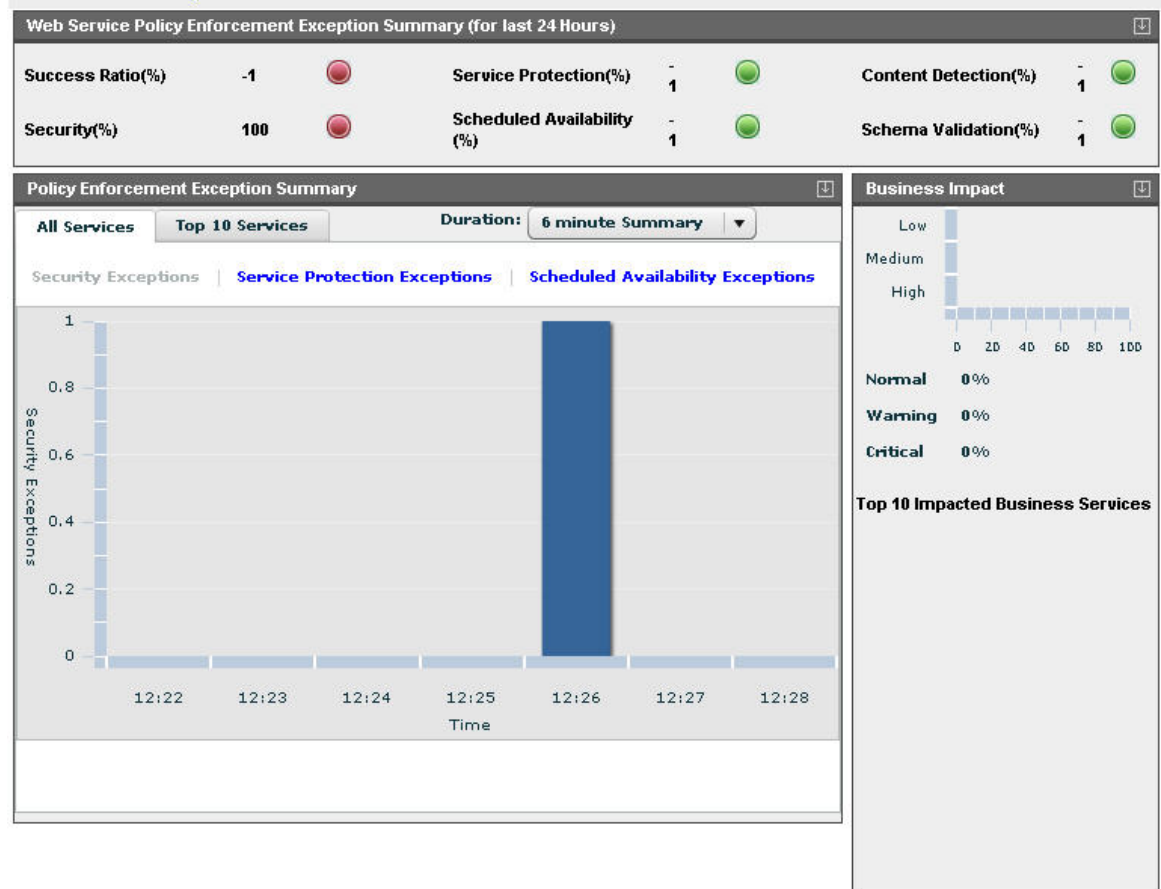 Web Service Policy Enforcement Exception Summary (for last 24 Hours)
Success Ratio(%) -1 Service Protection(%) -1 Content Detection(%) -1
Security(%) 100 Scheduled Availability (%) -1 Schema Validation(%) -1
Policy Enforcement Exception Summary
All Services Top 10 Services Duration: 6 minute Summary
Security Exceptions | Service Protection Exceptions | Scheduled Availability Exceptions
1
0.8
0.6
0.4
0.2
0
Security Exceptions
12:22 12:23 12:24 12:25 12:26 12:27 12:28
Time
Business Impact
Low
Medium
High
0 20 40 60 80 100
Normal 0%
Warning 0%
Critical 0%
Top 10 Impacted Business Services